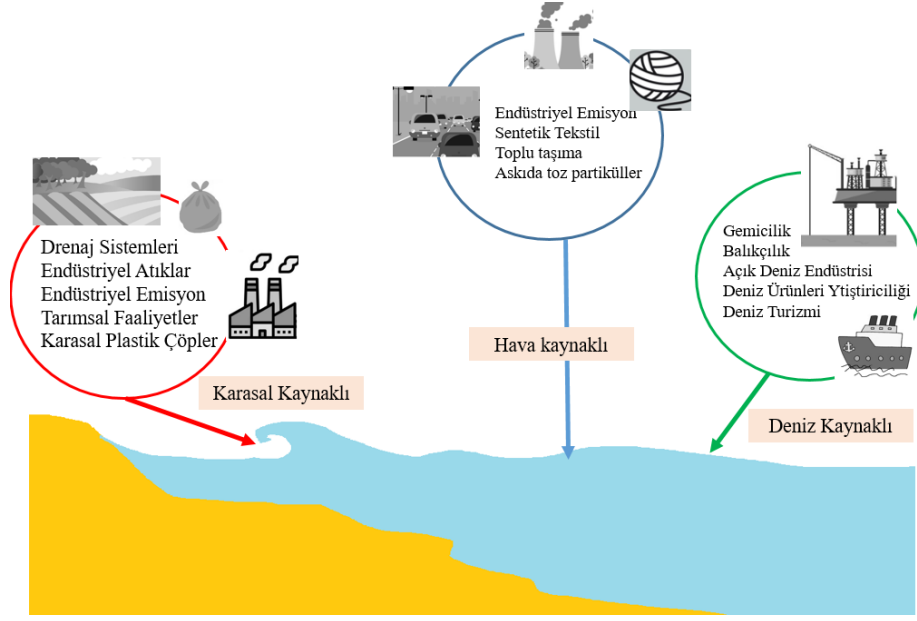 Endüstriyel Emisyon
Sentetik Tekstil
Toplu taşıma
Askıda toz partiküller
Drenaj Sistemleri
Endüstriyel Atıklar
Endüstriyel Emisyon
Tarımsal Faaliyetler
Karasal Plastik Çöpler
Gemicilik
Balıkçılık
Açık Deniz Endüstrisi
Deniz Ürünleri Ytiştiriciliği
Deniz Turizmi
Hava kaynaklı
Karasal Kaynaklı
Deniz Kaynaklı